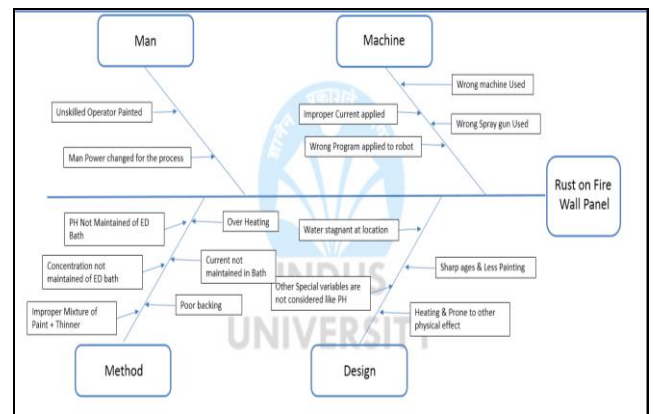 Man
Machine
Wrong machine Used
Unskilled Operator Painted
Improper Current applied
Wrong Spray gun Used
Man Power changed for the process
Wrong Program applied to robot
Rust on Fire
Wall Panel
PH Not Maintained of ED
Bath
Over Heating
Water stagnant at location
Concentration not
maintained of ED bath
Current not
maintained in Bath
Sharp ages & Less Painting
Other Special variables are
not considered like PH
Improper Mixture of
Paint + Thinner
Poor backing
Heating & Prone to other
physical effect
INDUS
UNIVERSITY
Method
Design